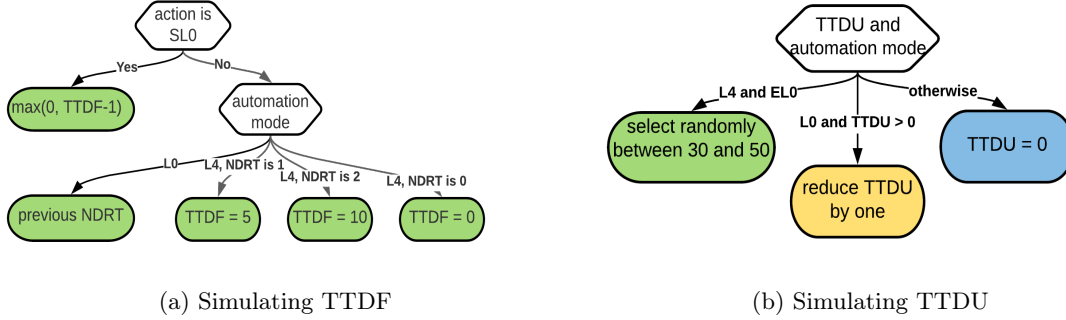 action is
SL0
Yes
No
max(0, TTDF-1)
automation
mode
L0
L4, NDRT is 1
L4, NDRT is 2
L4, NDRT is 0
previous NDRT
TTDF = 5
TTDF = 10
TTDF = 0
(a) Simulating TTDF
TTDU and
automation mode
L4 and EL0
otherwise
L0 and TTDU > 0
select randomly
between 30 and 50
TTDU = 0
reduce TTDU
by one
(b) Simulating TTDU